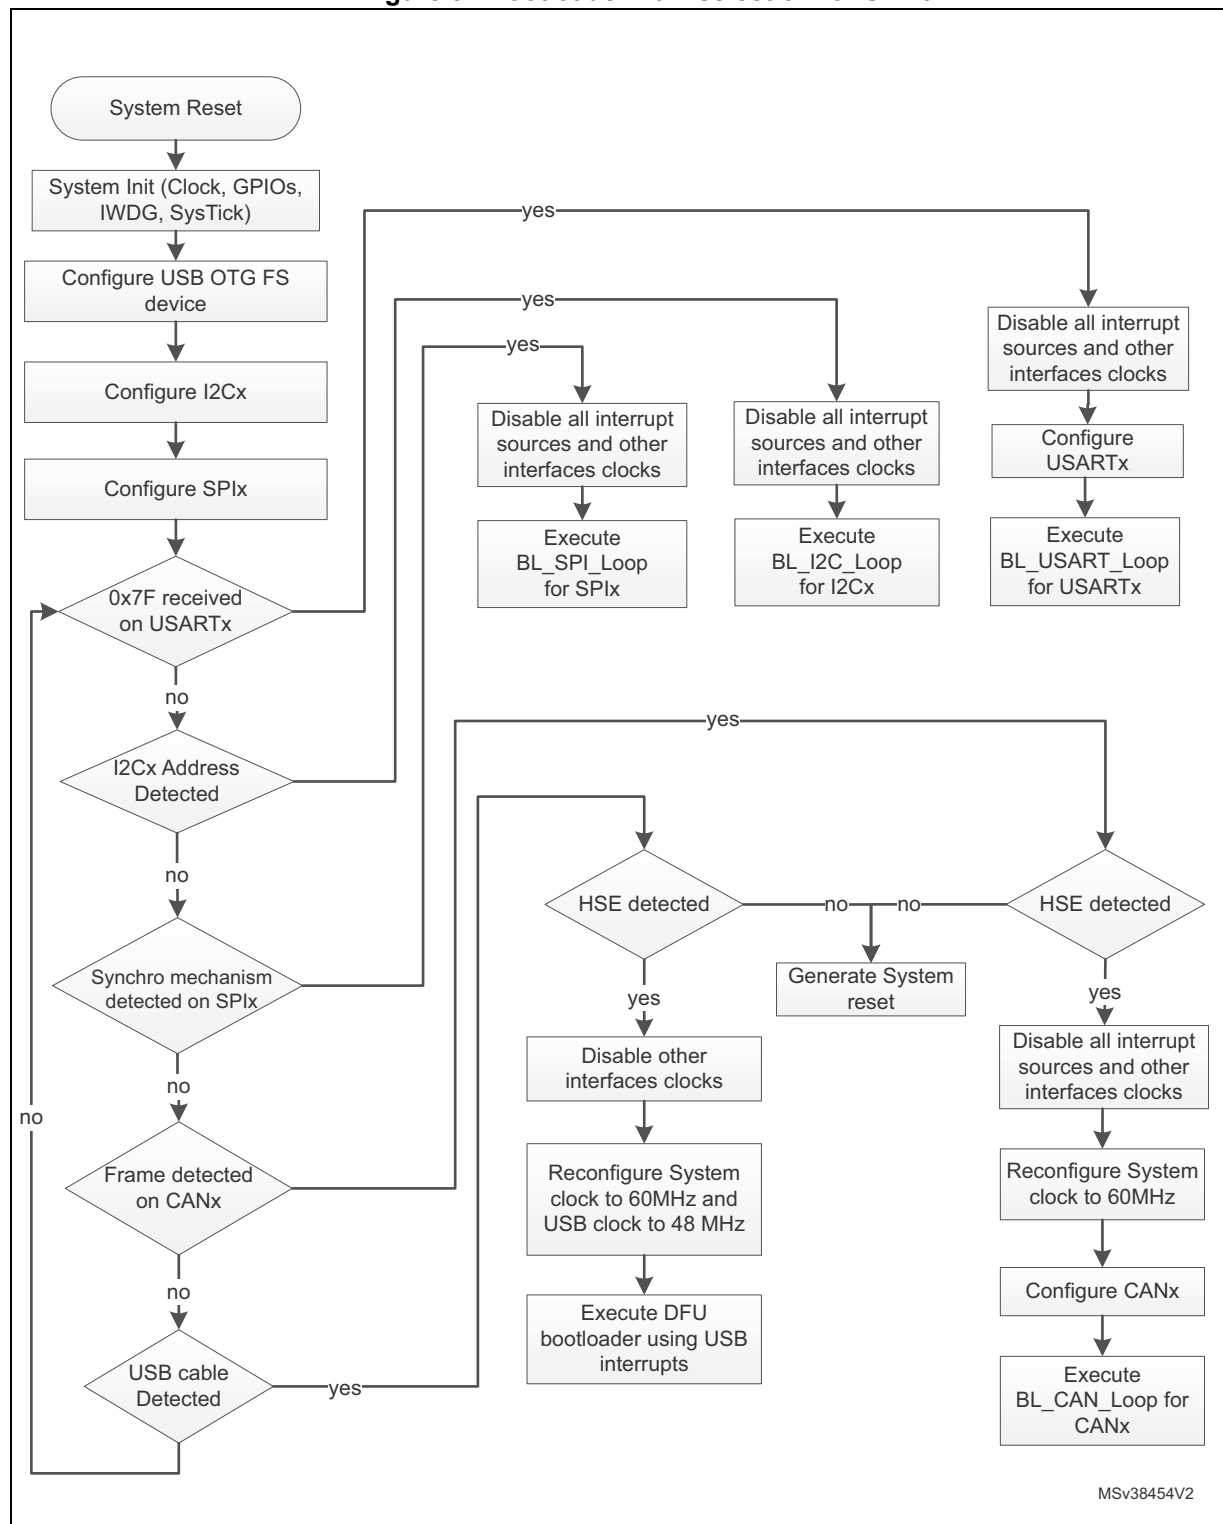 System Reset
System Init (Clock, GPIOs,
IWDG, SysTick)
Configure USB OTG FS
device
Configure I2Cx
Configure SPIx
0x7F received
on USARTx
no
I2Cx Address
Detected
no
Synchro mechanism
detected on SPIx
no
Frame detected
on CANx
no
USB cable
Detected
no
yes
yes
yes
Disable all interrupt
sources and other
interfaces clocks
Execute
BL_SPI_Loop
for SPIx
Disable all interrupt
sources and other
interfaces clocks
Execute
BL_I2C_Loop
for I2Cx
Disable all interrupt
sources and other
interfaces clocks
Configure
USARTx
Execute
BL_USART_Loop
for USARTx
yes
yes
HSE detected
no
no
HSE detected
Generate System
reset
yes
Disable other
interfaces clocks
Reconfigure System
clock to 60MHz and
USB clock to 48 MHz
Execute DFU
bootloader using USB
interrupts
yes
Disable all interrupt
sources and other
interfaces clocks
Reconfigure System
clock to 60MHz
Configure CANx
Execute
BL_CAN_Loop for
CANx
MSv38454V2